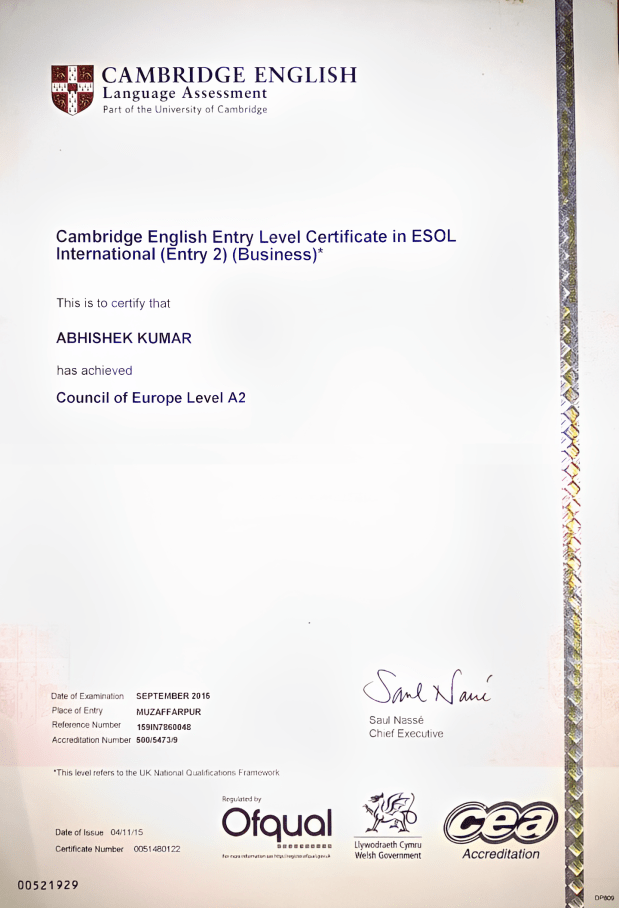 CAMBRIDGE ENGLISH
Language Assessment
Part of the University of Cambridge
Cambridge English Entry Level Certificate in ESOL
International (Entry 2) (Business)*
This is to certify that
ABHISHEK KUMAR
has achieved
Council of Europe Level A2
Saul Nassé
Saul Nassé
Chief Executive
Date of Examination SEPTEMBER 2015
Place of Entry MUZAFFARPUR
Reference Number 159IN7860048
Accreditation Number 500/5473/9
*This level refers to the UK National Qualifications Framework
Date of Issue 04/11/15
Certificate Number 0051480122
Regulated by
Ofqual
For more information see http://register.ofqual.gov.uk
Llywodraeth Cymru
Welsh Government
cea
Accreditation
00521929
DP809